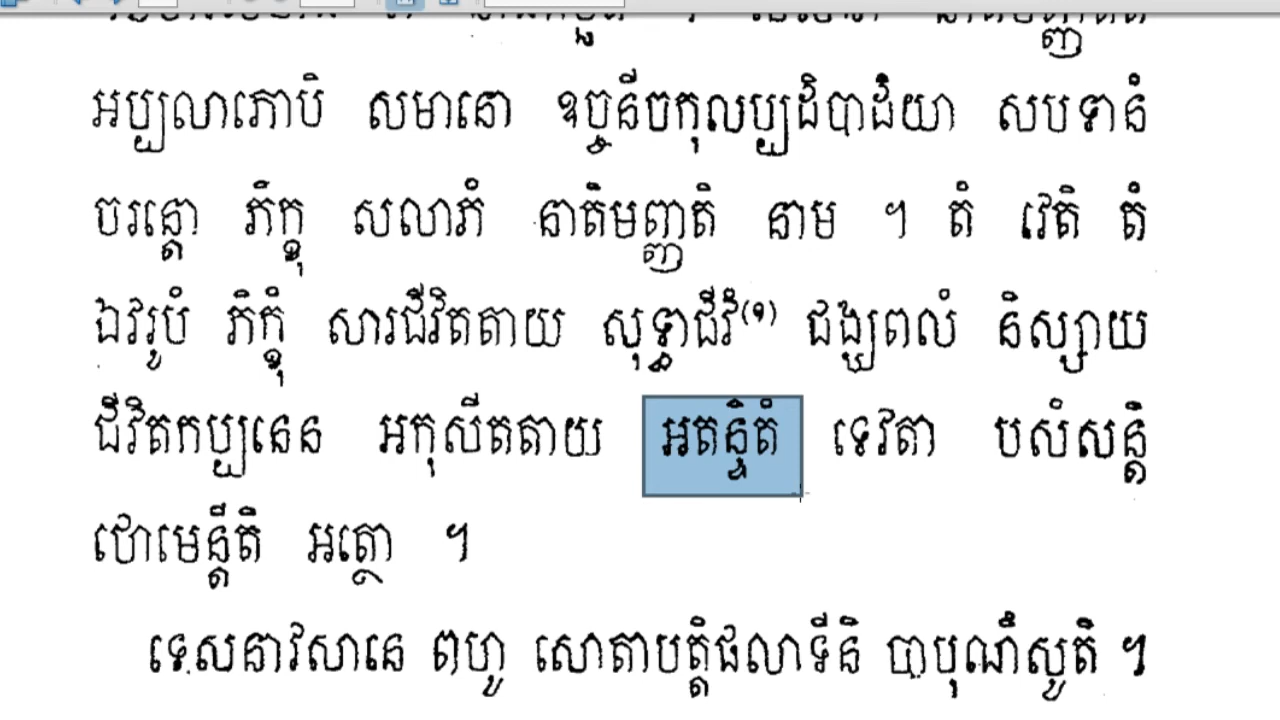 អប្បលាភោបិ សមានោ ឧច្ចនីចកុលប្បដិបាដិយា សបទានំ
ចរន្តោ ភិក្ខុ សលាភំ នាតិមញ្ញតិ នាម ។ តំ វេតិ តំ
ឯវរូបំ ភិក្ខុំ សារជីវិតតាយ សុទ្ធាជីវឹ(១) ជង្ឃពលំ និស្សាយ
ជីវិតកប្បនេន អកុសីតតាយ អតន្ទិតំ ទេវតា បសំសន្តិ
ថោមេន្តីតិ អត្ថោ ។
ទេសនាវសានេ ពហូ សោតាបត្តិផលាទីនិ បាបុណឹសូតិ ៗ